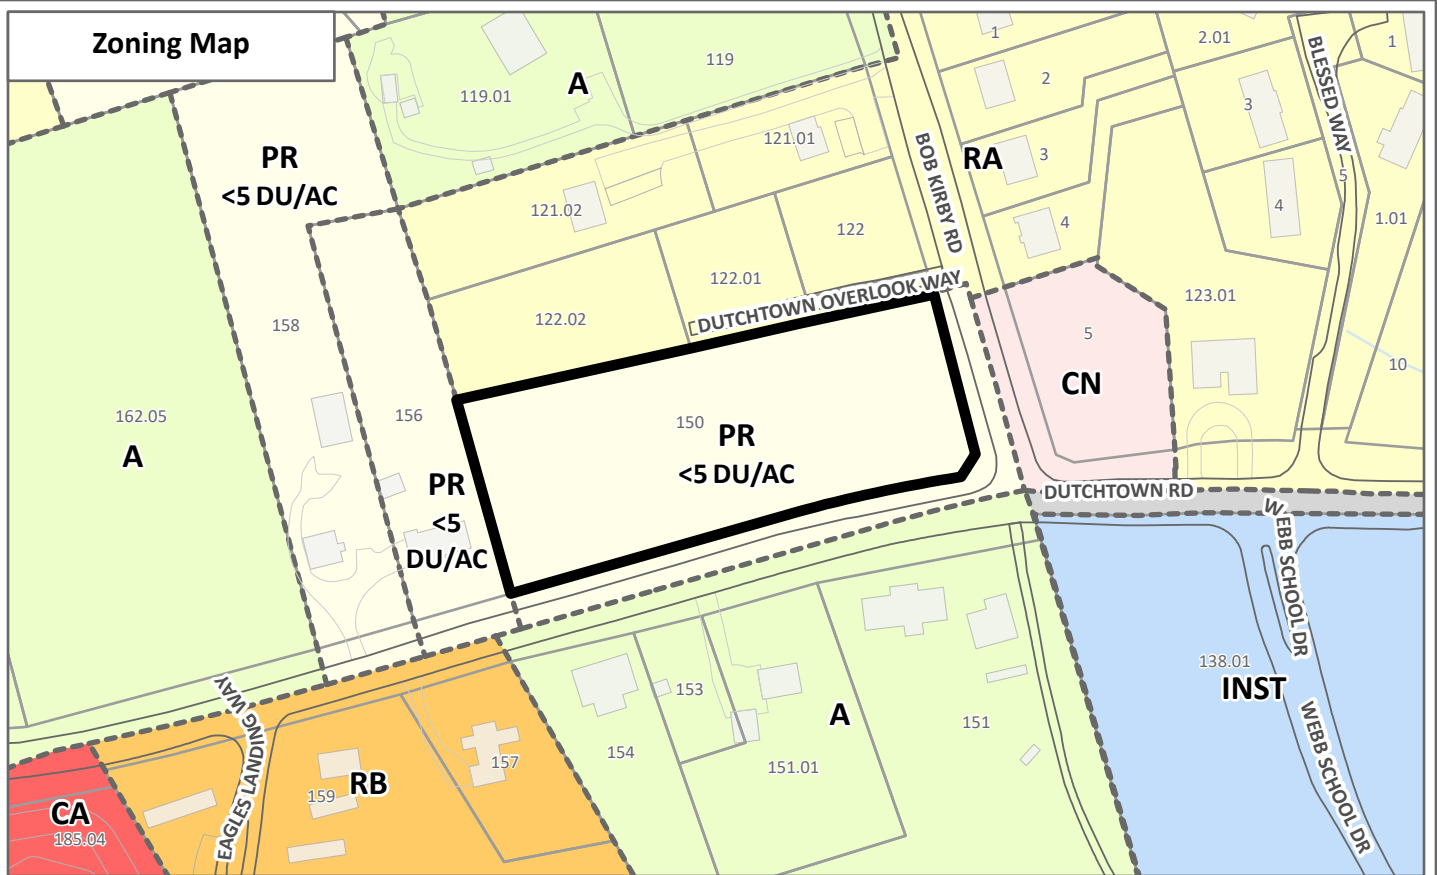 Zoning Map
119
119.01
A
1
2.01
1
2
3
BLESSED WAY
121.01
BOB KIRBY RD
RA
3
PR
<5 DU/AC
5
121.02
4
4
1.01
122
122.01
DUTCHTOWN OVERLOOK WAY
123.01
122.02
158
5
10
CN
162.05
A
156
150
PR
<5 DU/AC
PR
<5
DU/AC
DUTCHTOWN RD
WEBB SCHOOL DR
138.01
INST
EAGLES LANDING WAY
153
A
151
154
151.01
WEBB SCHOOL DR
157
RB
159
CA
185.04